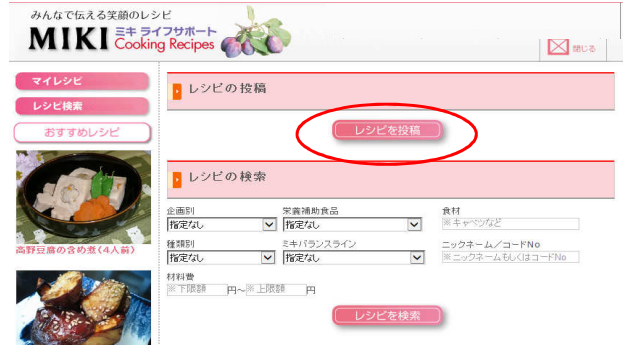 みんなで伝える笑顔のレシピ
MIKI ミキ ライフサポート
Cooking Recipes
閉じる
マイレシピ
レシピ検索
おすすめレシピ
高野豆腐の含め煮(4人前)
レシピの投稿
レシピを投稿
レシピの検索
企画別 栄養補助食品 食材
指定なし 指定なし ※キャベツなど
種類別 ミキバランスライン ニックネーム/コードNo
指定なし 指定なし ※ニックネームもしくはコードNo
材料費
※下限額 円~※上限額 円
レシピを検索